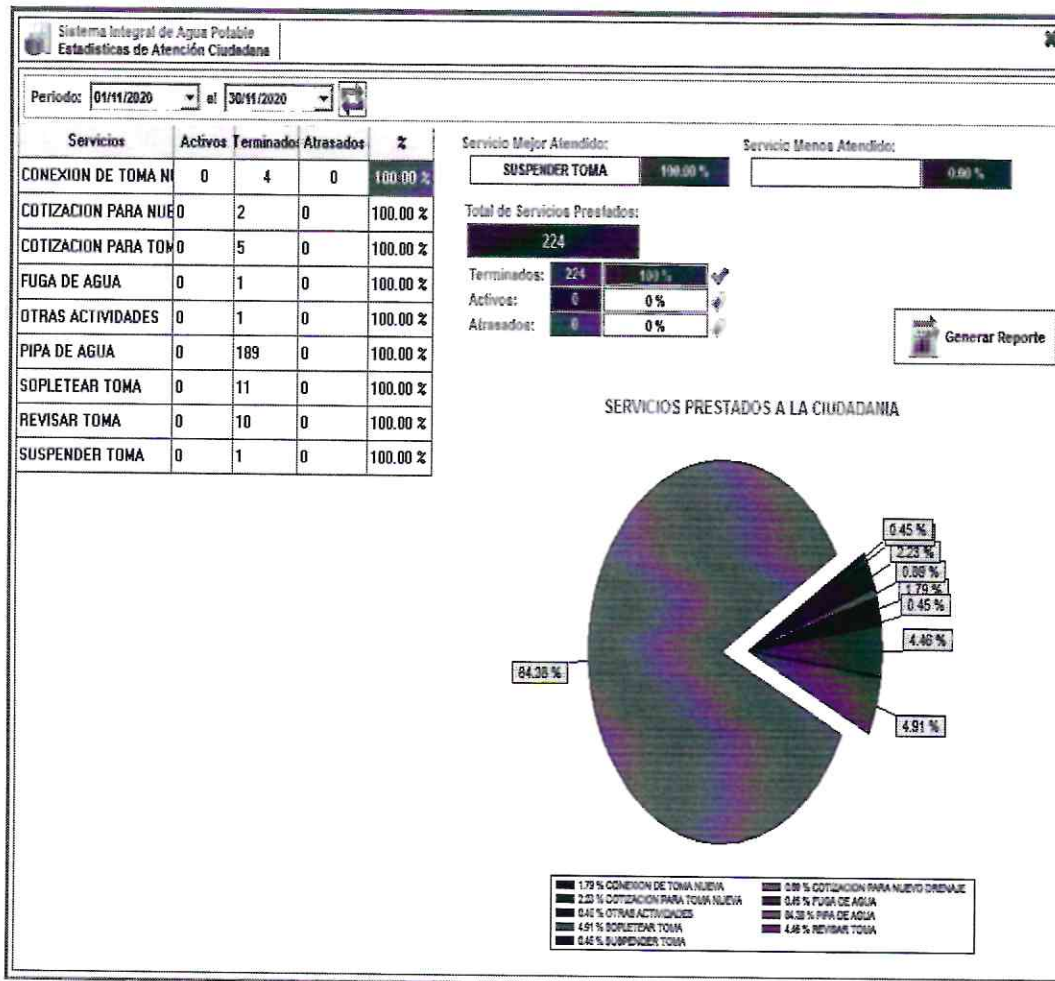 Sistema Integral de Agua Potable
Estadisticas de Atención Ciudadana
Periodo: 01/11/2020 al 30/11/2020
Servicios Activos Terminados Atrasados %
CONEXION DE TOMA NU 0 4 0 100.00 %
COTIZACION PARA NUE 0 2 0 100.00 %
COTIZACION PARA TOM 0 5 0 100.00 %
FUGA DE AGUA 0 1 0 100.00 %
OTRAS ACTIVIDADES 0 1 0 100.00 %
PIPA DE AGUA 0 189 0 100.00 %
SOPLETEAR TOMA 0 11 0 100.00 %
REVISAR TOMA 0 10 0 100.00 %
SUSPENDER TOMA 0 1 0 100.00 %
Servicio Mejor Atendido:
SUSPENDER TOMA 100.00 %
Servicio Menos Atendido:
0.00 %
Total de Servicios Prestados:
224
Terminados: 224 100 %
Activos: 0 0 %
Atrasados: 0 0 %
Generar Reporte
SERVICIOS PRESTADOS A LA CIUDADANIA
0.45 %
2.23 %
0.89 %
1.79 %
0.45 %
4.46 %
84.38 %
4.91 %
1.79 % CONEXION DE TOMA NUEVA
0.89 % COTIZACION PARA NUEVO DRENAJE
2.23 % COTIZACION PARA TOMA NUEVA
0.45 % FUGA DE AGUA
0.45 % OTRAS ACTIVIDADES
84.38 % PIPA DE AGUA
4.91 % SOPLETEAR TOMA
4.46 % REVISAR TOMA
0.45 % SUSPENDER TOMA